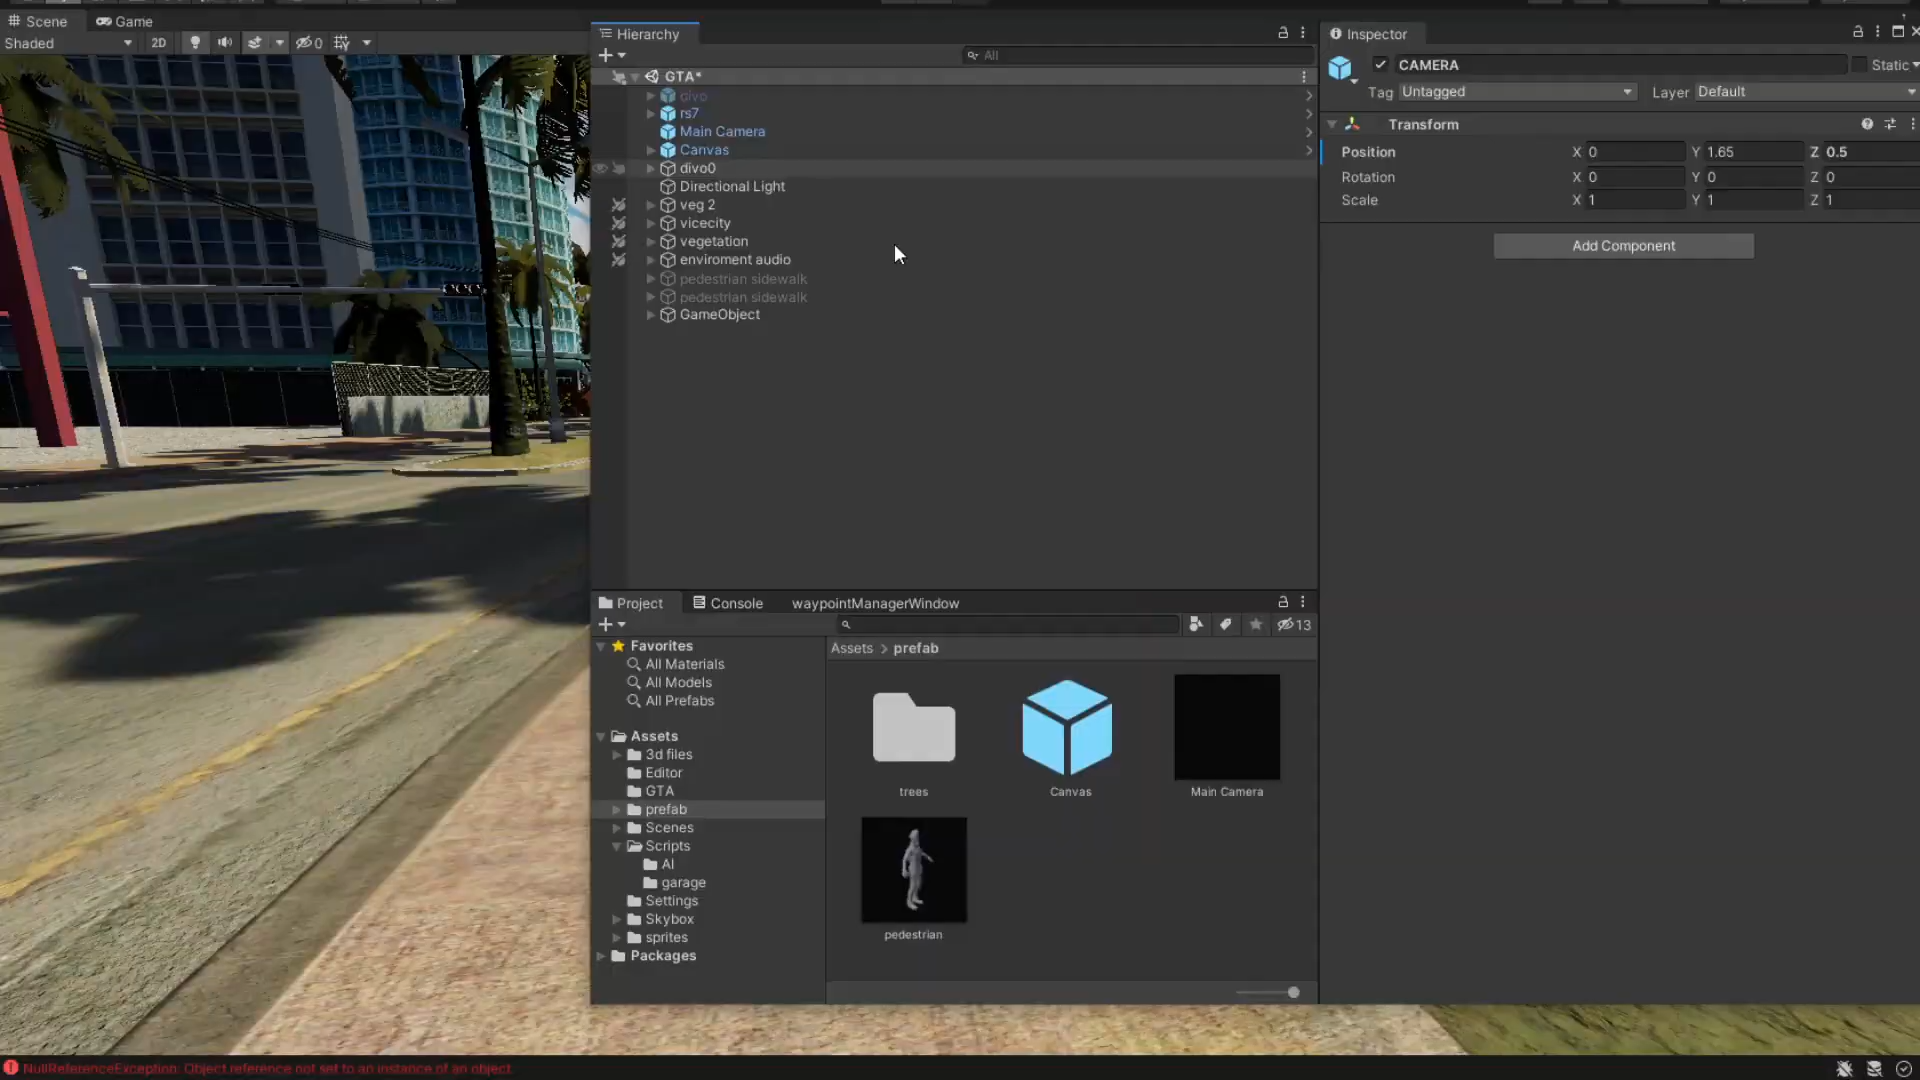 Scene
Game
Shaded
2D
0
Hierarchy
All
GTA*
divo
rs7
Main Camera
Canvas
divo0
Directional Light
veg 2
vicecity
vegetation
enviroment audio
pedestrian sidewalk
pedestrian sidewalk
GameObject
Inspector
CAMERA
Static
Tag Untagged Layer Default
Transform
Position X 0 Y 1.65 Z 0.5
Rotation X 0 Y 0 Z 0
Scale X 1 Y 1 Z 1
Add Component
Project
Console
waypointManagerWindow
13
Favorites
All Materials
All Models
All Prefabs
Assets
3d files
Editor
GTA
prefab
Scenes
Scripts
AI
garage
Settings
Skybox
sprites
Packages
Assets > prefab
trees
Canvas
Main Camera
pedestrian
NullReferenceException: Object reference not set to an instance of an object.